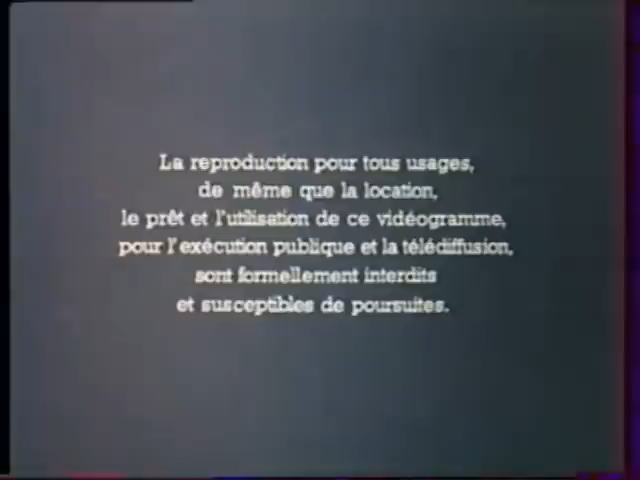 La reproduction pour tous usages,
de même que la location,
le prêt et l'utilisation de ce vidéogramme,
pour l'exécution publique et la télédiffusion,
sont formellement interdits
et susceptibles de poursuites.